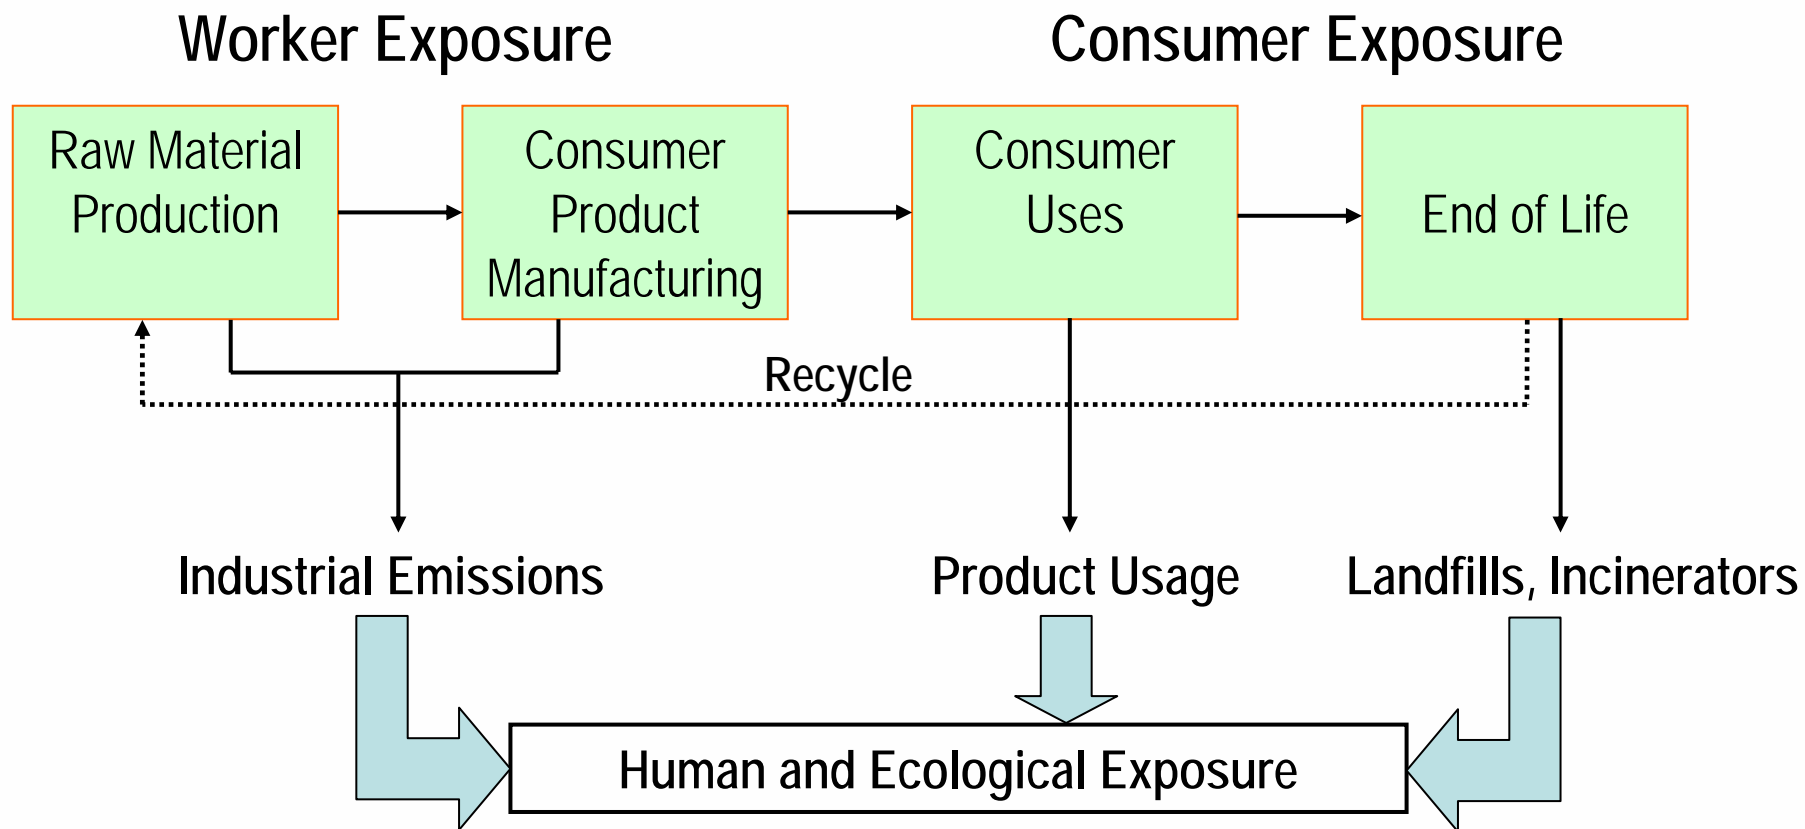 Worker Exposure
Consumer Exposure
Raw Material
Production
Consumer
Product
Manufacturing
Consumer
Uses
End of Life
Recycle
Industrial Emissions
Product Usage
Landfills, Incinerators
Human and Ecological Exposure